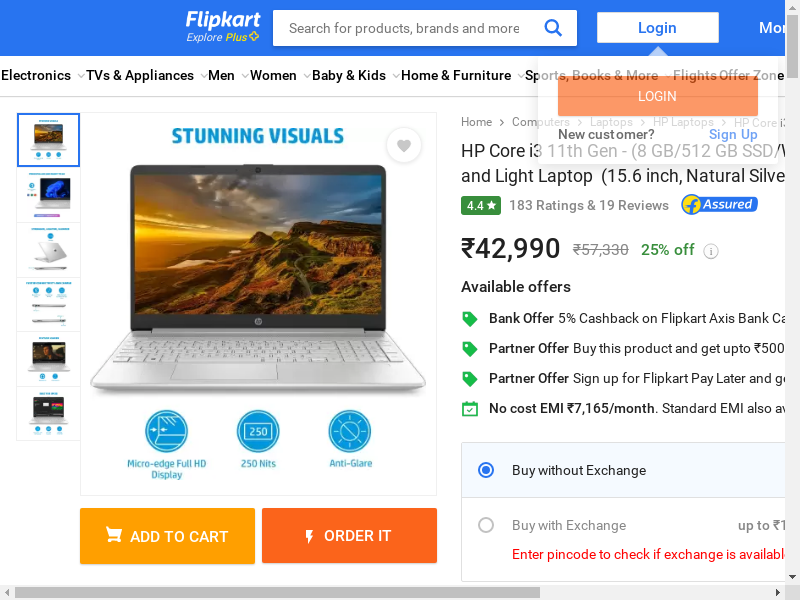 Flipkart
Explore Plus
Search for products, brands and more
Login
Mor
Electronics
TVs & Appliances
Men
Women
Baby & Kids
Home & Furniture
Sports, Books & More
Flights
Offer Zone
LOGIN
New customer?
Sign Up
Home
Computers
Laptops
HP Laptops
HP Core i3
HP Core i3 11th Gen - (8 GB/512 GB SSD/W
and Light Laptop (15.6 inch, Natural Silve
4.4
183 Ratings & 19 Reviews
Assured
₹42,990
₹57,330
25% off
Available offers
Bank Offer 5% Cashback on Flipkart Axis Bank Ca
Partner Offer Buy this product and get upto ₹500
Partner Offer Sign up for Flipkart Pay Later and ge
No cost EMI ₹7,165/month. Standard EMI also av
Buy without Exchange
Buy with Exchange
up to ₹1
Enter pincode to check if exchange is availabl
STUNNING VISUALS
hp
250
Micro-edge Full HD
Display
250 Nits
Anti-Glare
ADD TO CART
ORDER IT